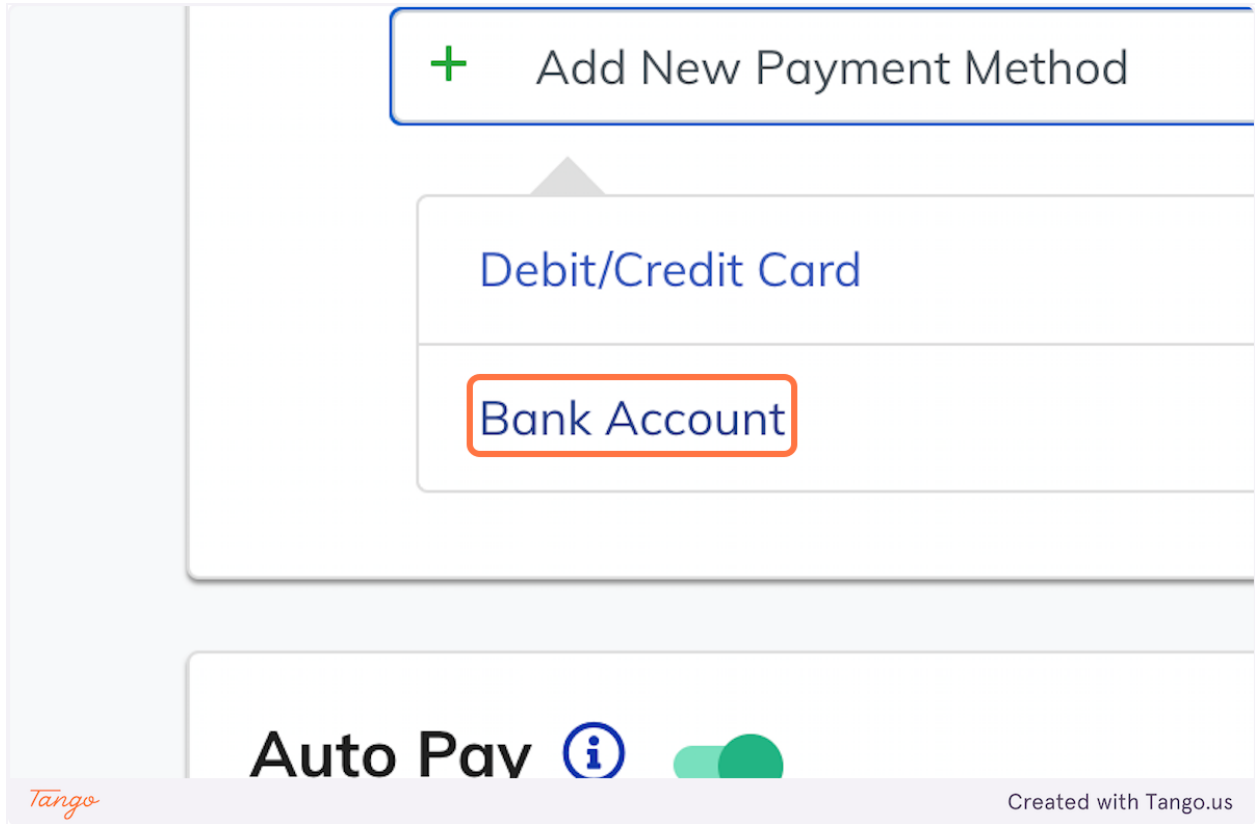 + Add New Payment Method
Debit/Credit Card
Bank Account
Auto Pay i
Tango
Created with Tango.us